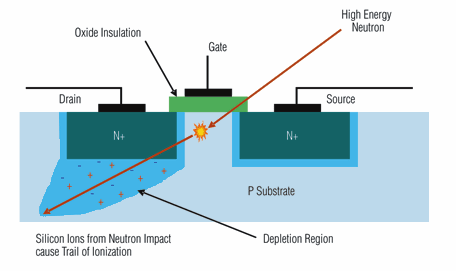 High Energy
Neutron
Oxide Insulation
Gate
Drain
Source
N+
N+
P Substrate
Silicon Ions from Neutron Impact
cause Trail of Ionization
Depletion Region